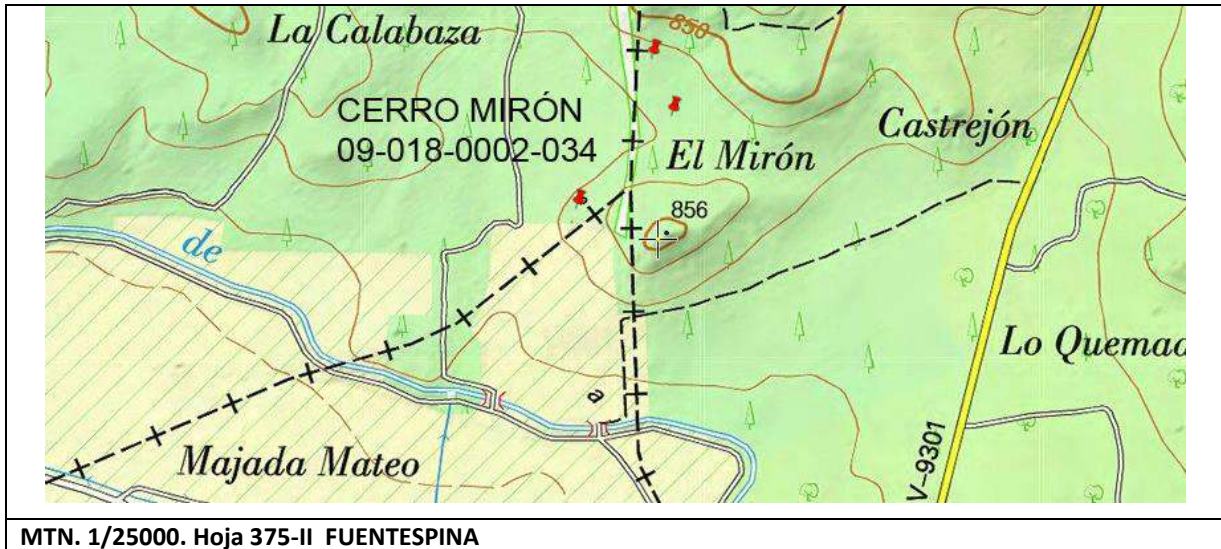 La Calabaza
850
CERRO MIRÓN
09-018-0002-034
Castrejón
El Mirón
856
de
Lo Quemad
a
Majada Mateo
V-9301
MTN. 1/25000. Hoja 375-II FUENTESPINA